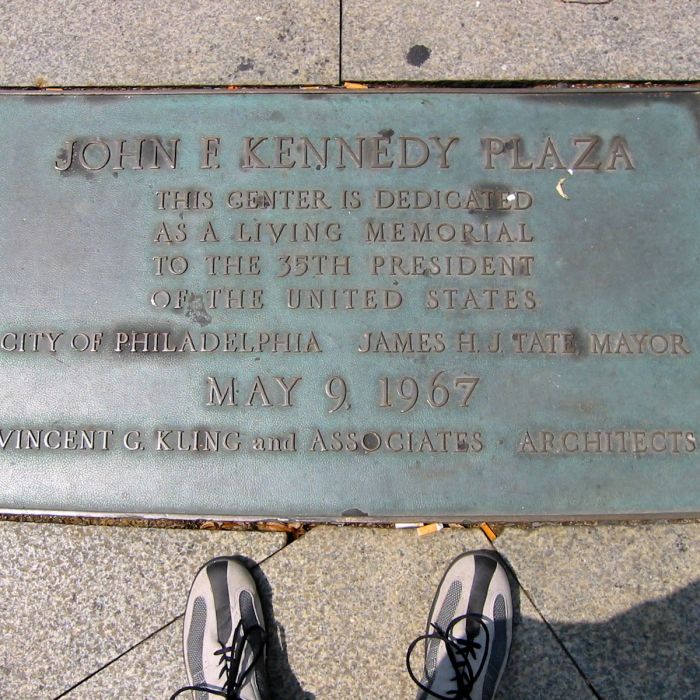 JOHN F. KENNEDY PLAZA
THIS CENTER IS DEDICATED
AS A LIVING MEMORIAL
TO THE 35TH PRESIDENT
OF THE UNITED STATES
CITY OF PHILADELPHIA JAMES H. J. TATE, MAYOR
MAY 9, 1967
VINCENT G. KLING and ASSOCIATES · ARCHITECTS